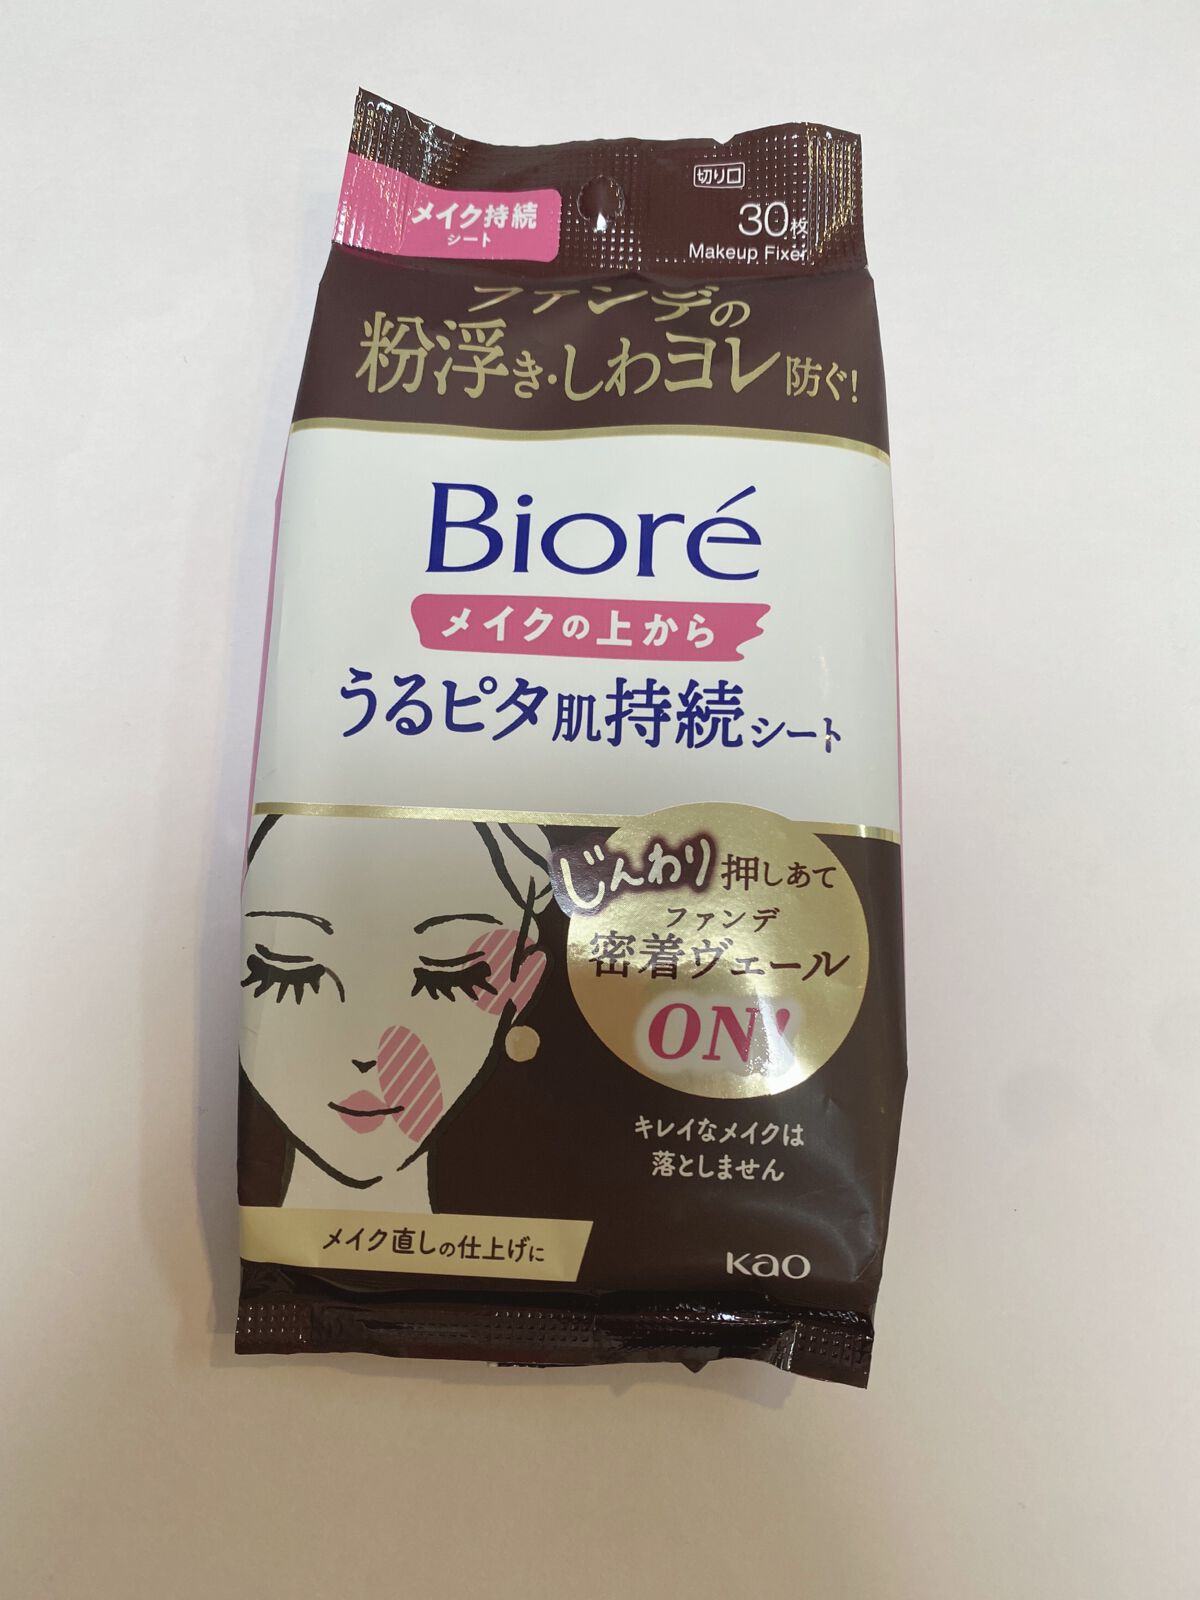 切り口
メイク持続
シート
30枚
Makeup Fixer
ファンデの
粉浮き・しわヨレ防ぐ!
Bioré
メイクの上から
うるピタ肌持続シート
じんわり押しあて
ファンデ
密着ヴェール
ON!
キレイなメイクは
落としません
メイク直しの仕上げに
Kao